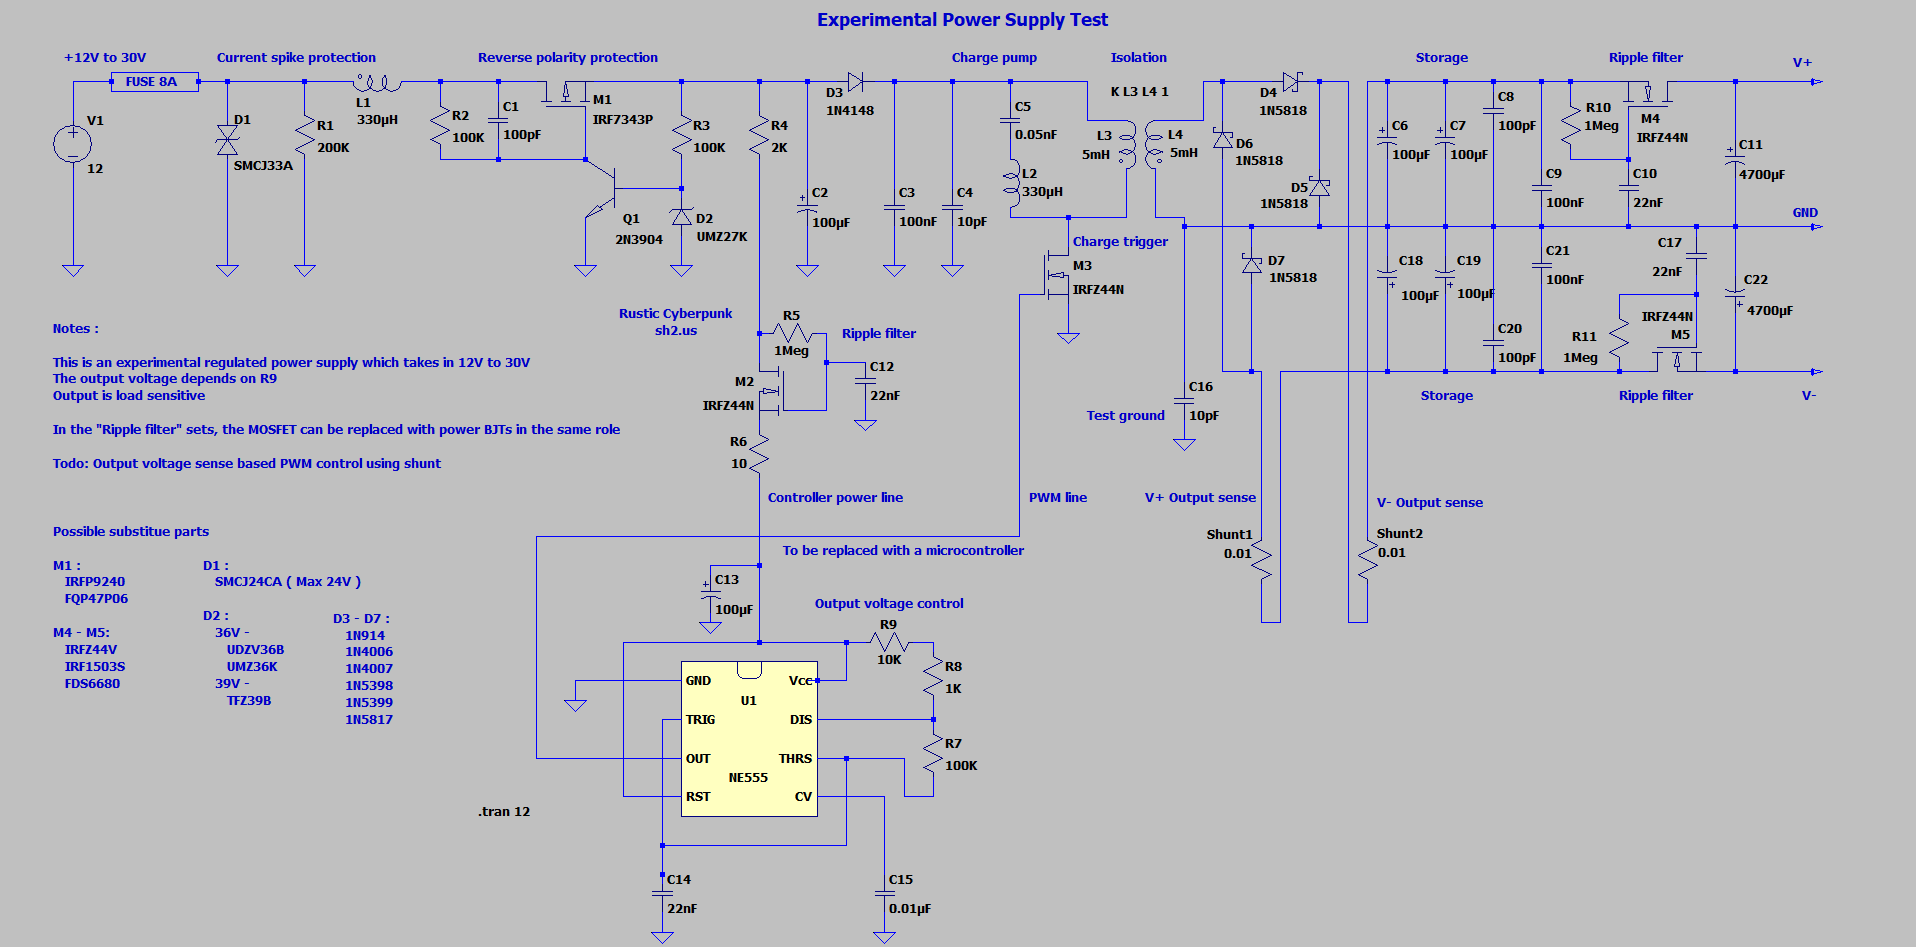 Experimental Power Supply Test
+12V to 30V
Current spike protection
Reverse polarity protection
Charge pump
Isolation
Storage
Ripple filter
V+
FUSE 8A
V1
12
D1
SMCJ33A
R1
200K
L1
330µH
R2
100K
C1
100pF
M1
IRF7343P
Q1
2N3904
R3
100K
D2
UMZ27K
R4
2K
D3
1N4148
C2
100µF
C3
100nF
C4
10pF
C5
0.05nF
L2
330µH
K L3 L4 1
L3
5mH
L4
5mH
D4
1N5818
D6
1N5818
D5
1N5818
C6
100µF
C7
100µF
C8
100pF
C9
100nF
R10
1Meg
M4
IRFZ44N
C10
22nF
C11
4700µF
GND
Charge trigger
M3
IRFZ44N
D7
1N5818
C18
100µF
C19
100µF
C21
100nF
C20
100pF
C17
22nF
IRFZ44N
M5
R11
1Meg
C22
4700µF
Storage
Ripple filter
V-
Rustic Cyberpunk
sh2.us
R5
1Meg
Ripple filter
C12
22nF
M2
IRFZ44N
R6
10
C16
10pF
Test ground
Notes :
This is an experimental regulated power supply which takes in 12V to 30V
The output voltage depends on R9
Output is load sensitive
In the "Ripple filter" sets, the MOSFET can be replaced with power BJTs in the same role
Todo: Output voltage sense based PWM control using shunt
Controller power line
PWM line
V+ Output sense
V- Output sense
Shunt1
0.01
Shunt2
0.01
To be replaced with a microcontroller
Possible substitue parts
M1 :
IRFP9240
FQP47P06
M4 - M5:
IRFZ44V
IRF1503S
FDS6680
D1 :
SMCJ24CA ( Max 24V )
D2 :
36V -
UDZV36B
UMZ36K
39V -
TFZ39B
D3 - D7 :
1N914
1N4006
1N4007
1N5398
1N5399
1N5817
C13
100µF
Output voltage control
R9
10K
R8
1K
R7
100K
GND
TRIG
OUT
RST
Vcc
DIS
THRS
CV
U1
NE555
.tran 12
C14
22nF
C15
0.01µF